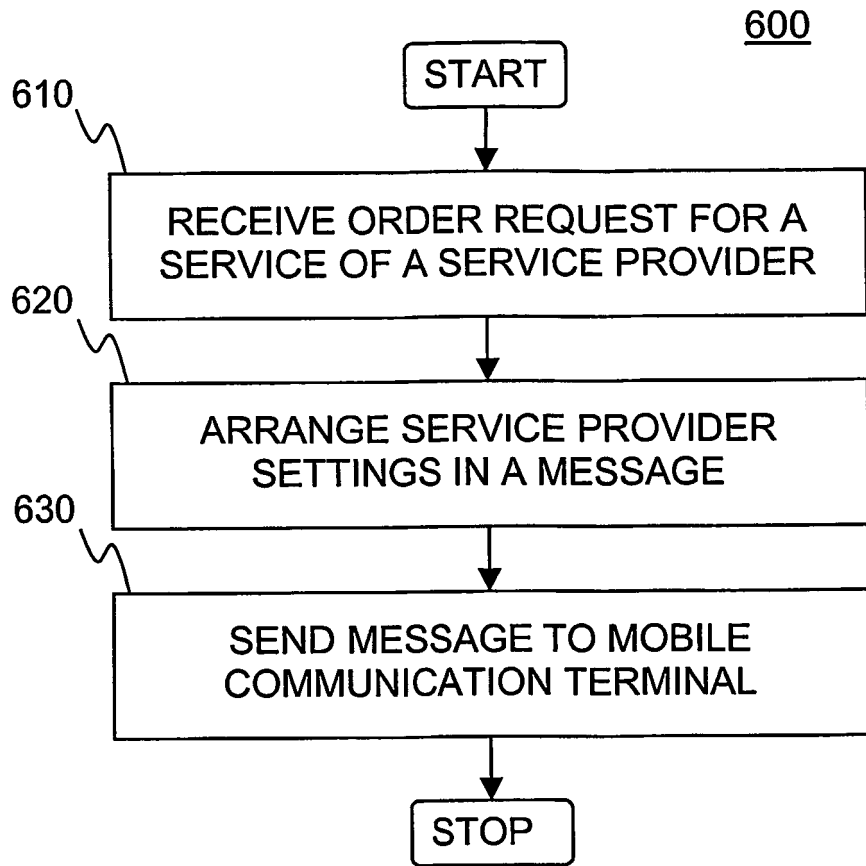 600
START
610
RECEIVE ORDER REQUEST FOR A
SERVICE OF A SERVICE PROVIDER
620
ARRANGE SERVICE PROVIDER
SETTINGS IN A MESSAGE
630
SEND MESSAGE TO MOBILE
COMMUNICATION TERMINAL
STOP